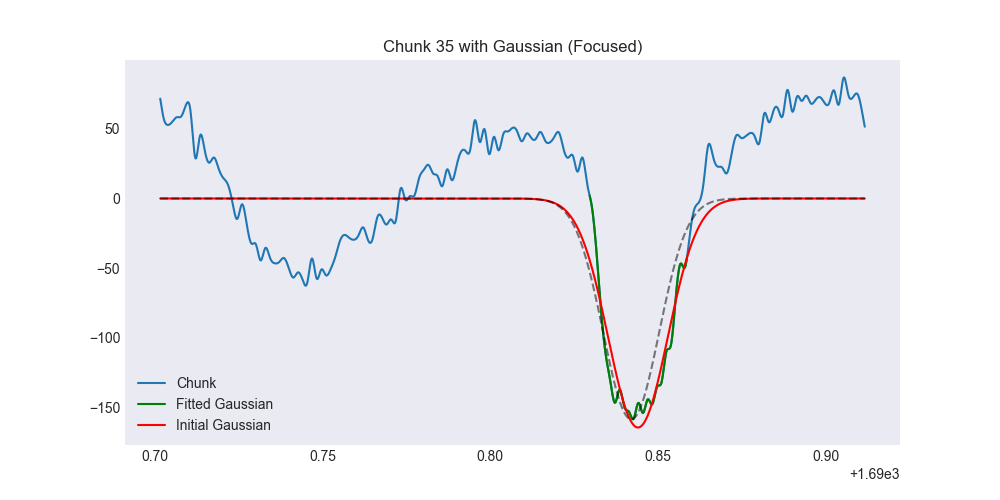 Chunk 35 with Gaussian (Focused)
50
0
−50
−100
−150
Chunk
Fitted Gaussian
Initial Gaussian
0.70 0.75 0.80 0.85 0.90
+1.69e3